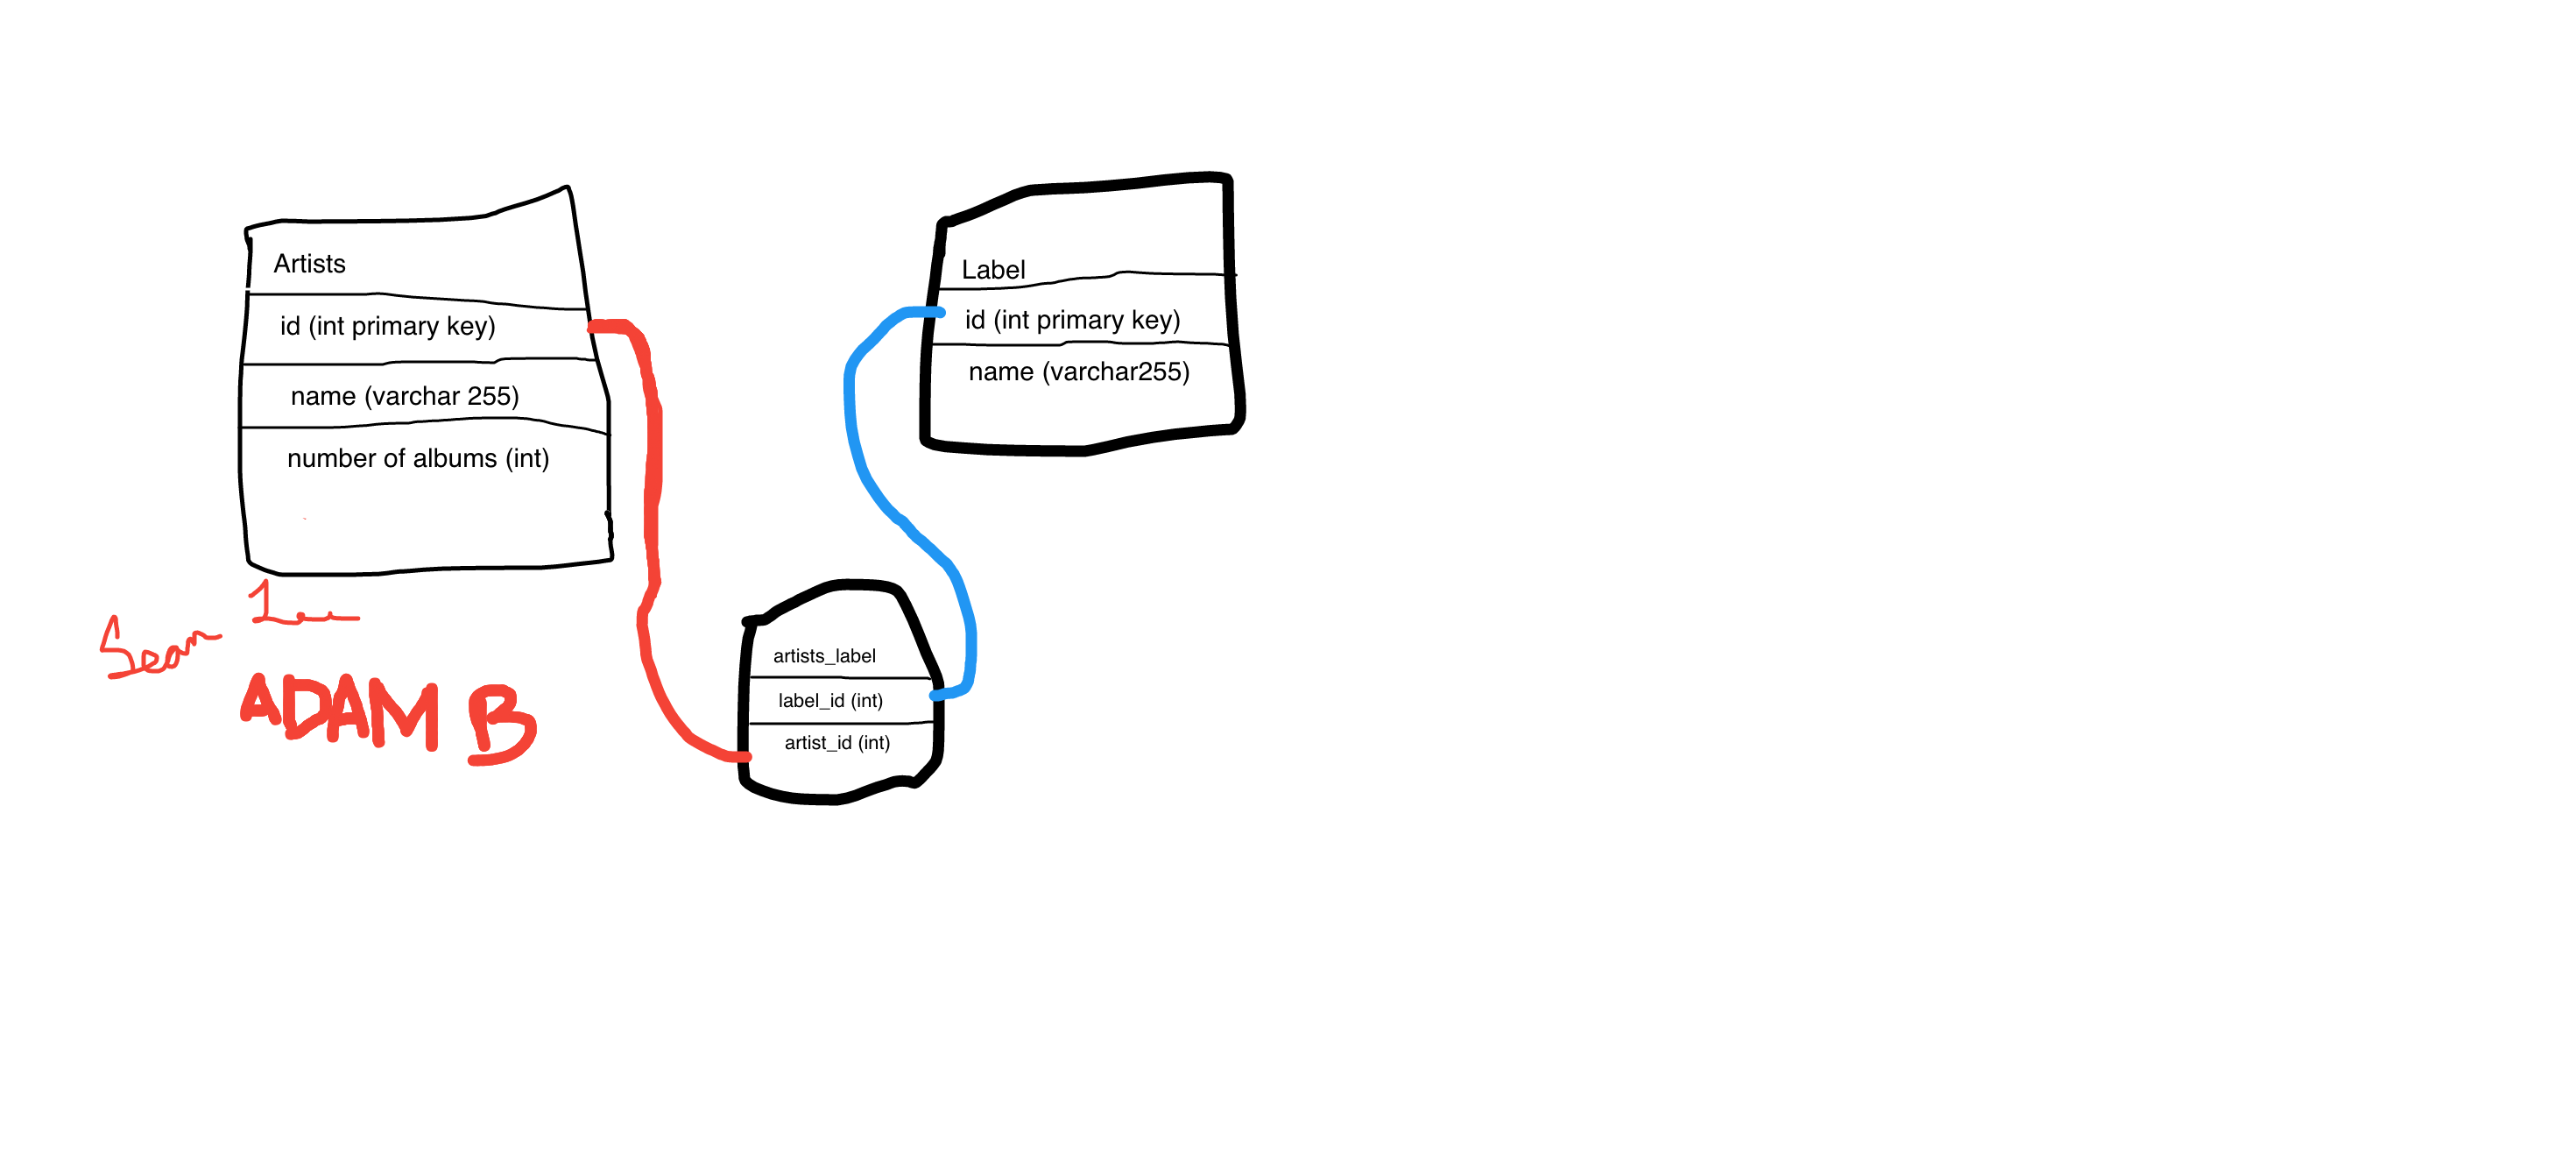 Artists
id (int primary key)
name (varchar 255)
number of albums (int)
Label
id (int primary key)
name (varchar255)
artists_label
label_id (int)
artist_id (int)
Sean
ADAM B